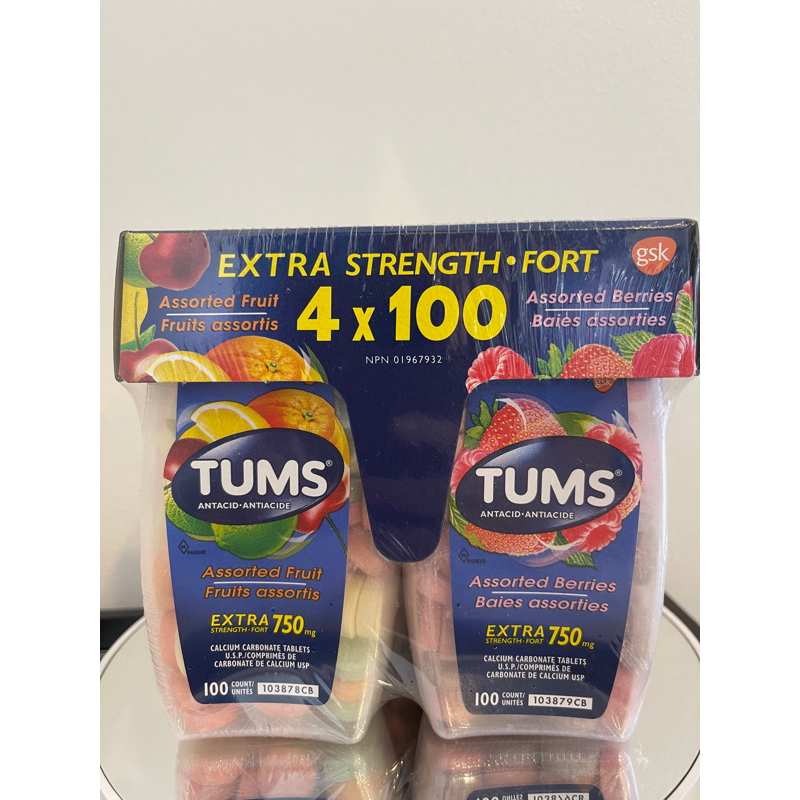 EXTRA STRENGTH • FORT
gsk
Assorted Fruit
Fruits assortis
4 x 100
Assorted Berries
Baies assorties
NPN 01967932
TUMS®
ANTACID•ANTIACIDE
Assorted Fruit
Fruits assortis
EXTRA 750 mg
STRENGTH•FORT
CALCIUM CARBONATE TABLETS
U.S.P./COMPRIMÉS DE
CARBONATE DE CALCIUM USP
100 COUNT/
UNITÉS
103878CB
gsk
TUMS®
ANTACID•ANTIACIDE
Assorted Berries
Baies assorties
EXTRA 750 mg
STRENGTH•FORT
CALCIUM CARBONATE TABLETS
U.S.P./COMPRIMÉS DE
CARBONATE DE CALCIUM USP
100 COUNT/
UNITÉS
103879CB